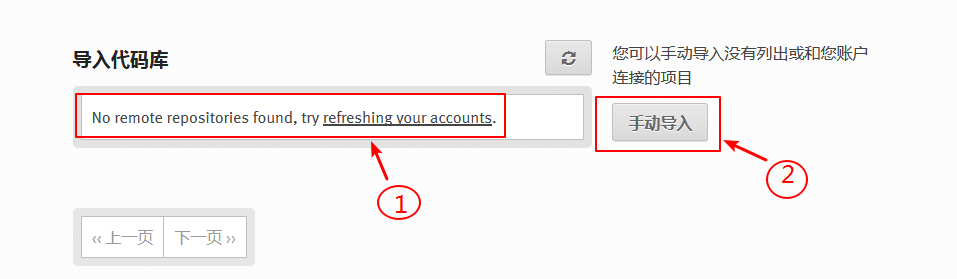 导入代码库
您可以手动导入没有列出或和您账户
连接的项目
No remote repositories found, try refreshing your accounts.
手动导入
1
2
‹‹ 上一页 下一页 ››